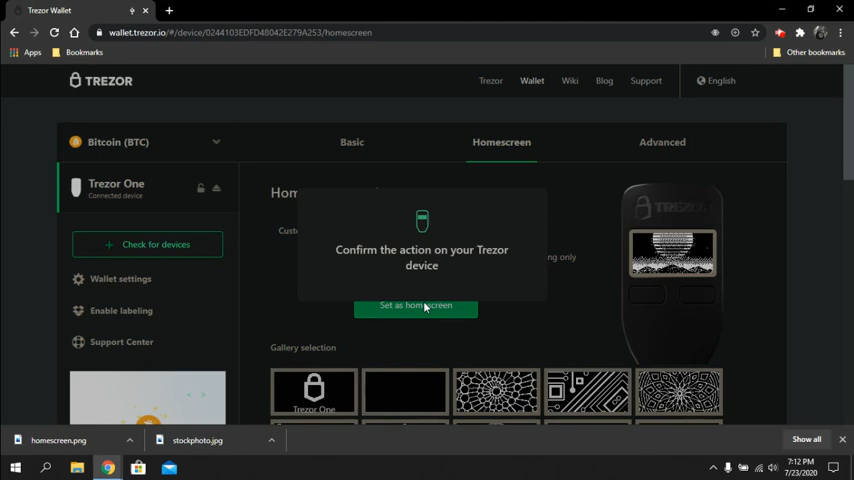 Trezor Wallet
wallet.trezor.io/#/device/0244103EDFD48042E279A253/homescreen
Apps
Bookmarks
Other bookmarks
TREZOR
Trezor
Wallet
Wiki
Blog
Support
English
Bitcoin (BTC)
Basic
Homescreen
Advanced
Trezor One
Connected device
Check for devices
Wallet settings
Enable labeling
Support Center
Confirm the action on your Trezor
device
Set as homescreen
Gallery selection
TREZOR
Trezor One
homescreen.png
stockphoto.jpg
Show all
7:12 PM
7/23/2020